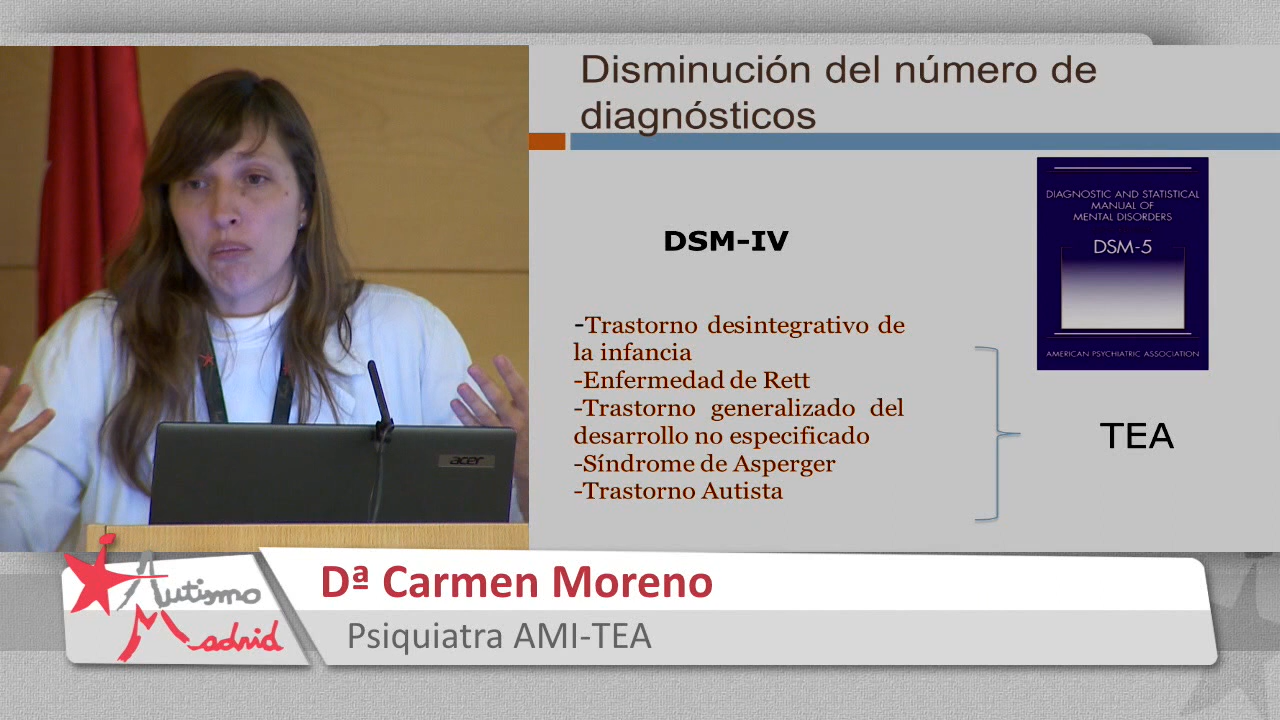 Disminución del número de
diagnósticos
DSM-IV
DIAGNOSTIC AND STATISTICAL
MANUAL OF
MENTAL DISORDERS
DSM-5
AMERICAN PSYCHIATRIC ASSOCIATION
-Trastorno desintegrativo de
la infancia
-Enfermedad de Rett
-Trastorno generalizado del
desarrollo no especificado
-Síndrome de Asperger
-Trastorno Autista
TEA
acer
Autismo
Madrid
Dª Carmen Moreno
Psiquiatra AMI-TEA